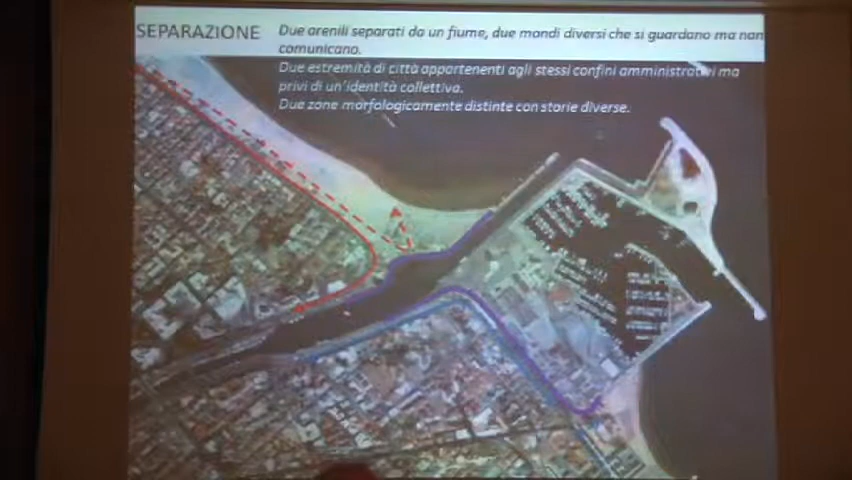 SEPARAZIONE
Due arenili separati da un fiume, due mondi diversi che si guardano ma non
comunicano.
Due estremità di città appartenenti agli stessi confini amministrativi ma
privi di un'identità collettiva.
Due zone morfologicamente distinte con storie diverse.